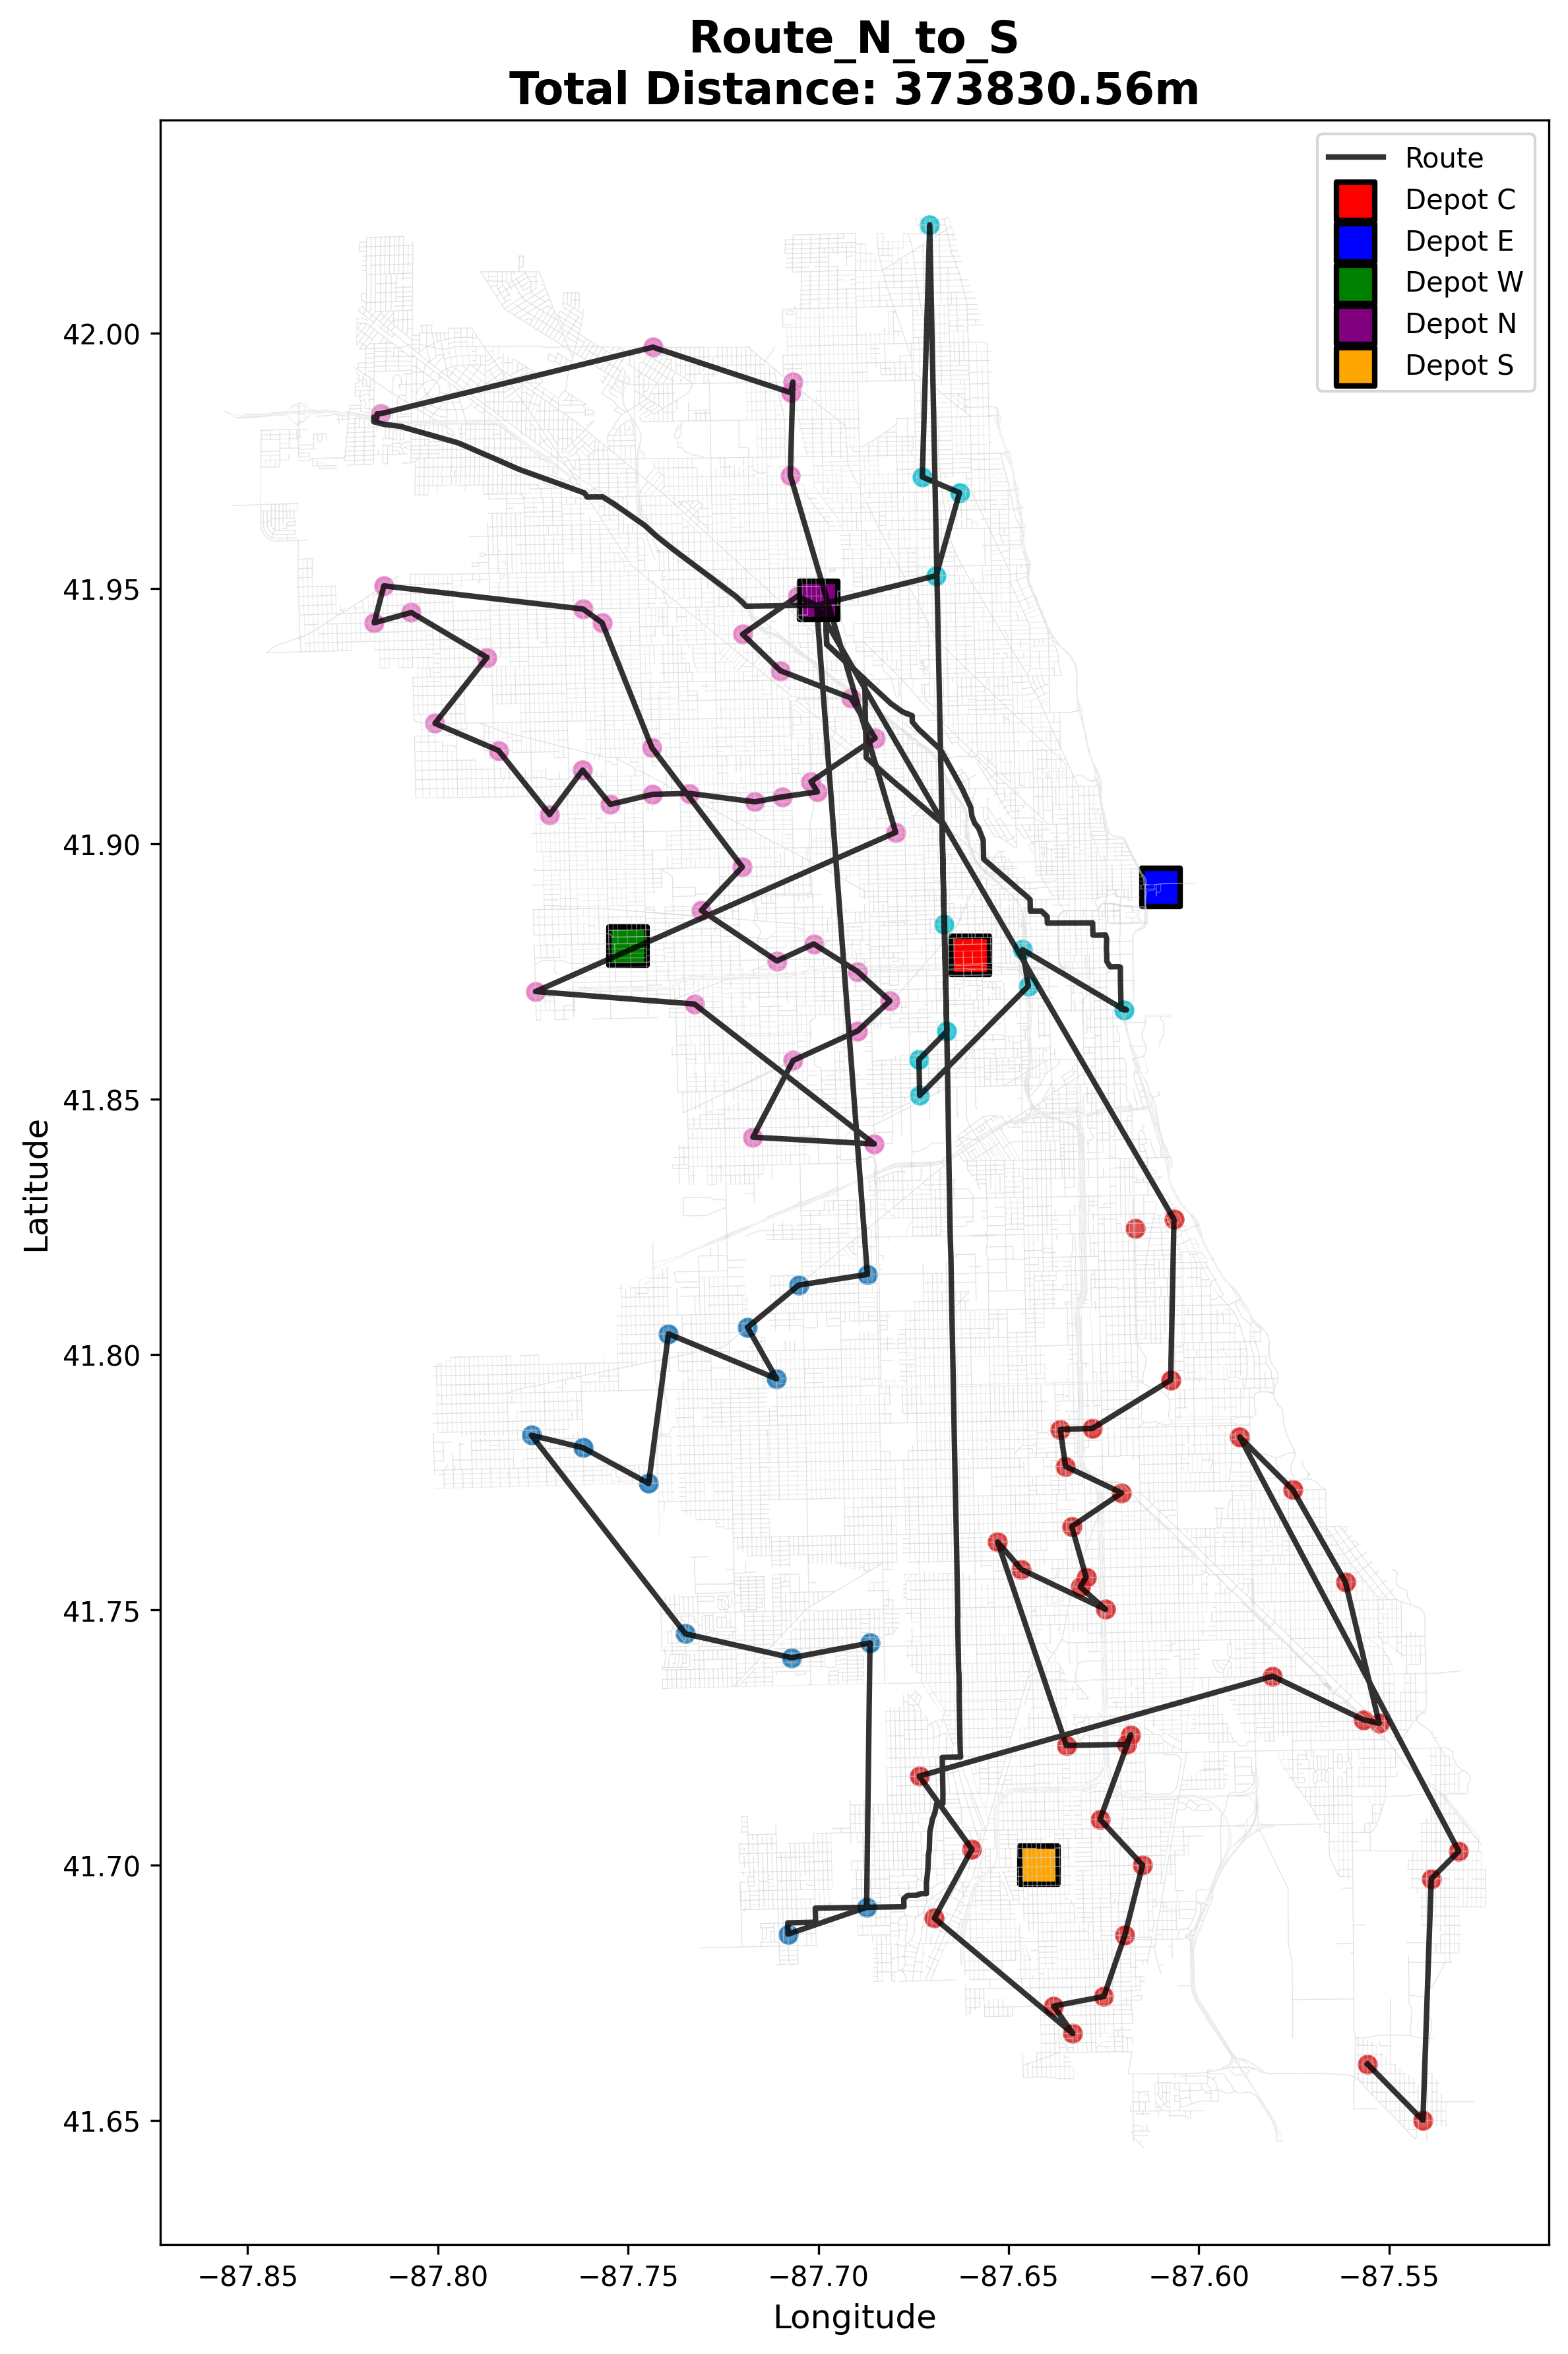 Route_N_to_S
Total Distance: 373830.56m
Route
Depot C
Depot E
Depot W
Depot N
Depot S
42.00
41.95
41.90
41.85
41.80
41.75
41.70
41.65
Latitude
−87.85
−87.80
−87.75
−87.70
−87.65
−87.60
−87.55
Longitude